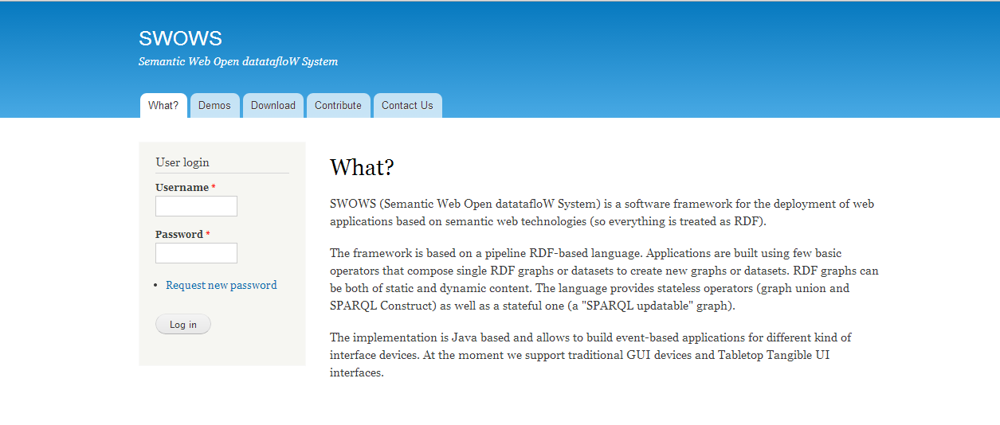 SWOWS
Semantic Web Open datatafloW System
What?
Demos
Download
Contribute
Contact Us
User login
Username *
Password *
Request new password
Log in
What?
SWOWS (Semantic Web Open datatafloW System) is a software framework for the deployment of web
applications based on semantic web technologies (so everything is treated as RDF).
The framework is based on a pipeline RDF-based language. Applications are built using few basic
operators that compose single RDF graphs or datasets to create new graphs or datasets. RDF graphs can
be both of static and dynamic content. The language provides stateless operators (graph union and
SPARQL Construct) as well as a stateful one (a "SPARQL updatable" graph).
The implementation is Java based and allows to build event-based applications for different kind of
interface devices. At the moment we support traditional GUI devices and Tabletop Tangible UI
interfaces.